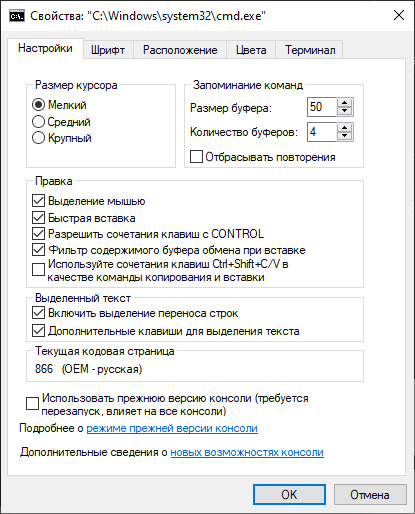 Свойства: "C:\Windows\system32\cmd.exe"
Настройки Шрифт Расположение Цвета Терминал
Размер курсора
Мелкий
Средний
Крупный
Запоминание команд
Размер буфера: 50
Количество буферов: 4
Отбрасывать повторения
Правка
Выделение мышью
Быстрая вставка
Разрешить сочетания клавиш с CONTROL
Фильтр содержимого буфера обмена при вставке
Используйте сочетания клавиш Ctrl+Shift+C/V в
качестве команды копирования и вставки
Выделенный текст
Включить выделение переноса строк
Дополнительные клавиши для выделения текста
Текущая кодовая страница
866 (OEM - русская)
Использовать прежнюю версию консоли (требуется
перезапуск, влияет на все консоли)
Подробнее о режиме прежней версии консоли
Дополнительные сведения о новых возможностях консоли
OK Отмена